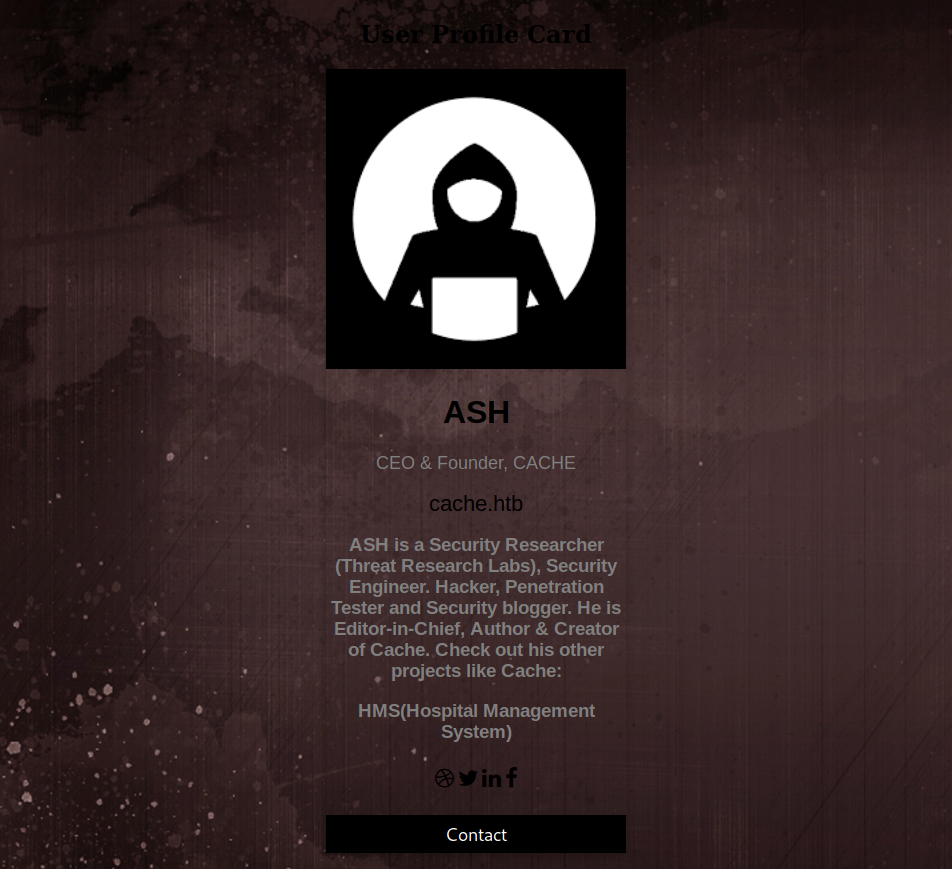 User Profile Card
ASH
CEO & Founder, CACHE
cache.htb
ASH is a Security Researcher
(Threat Research Labs), Security
Engineer. Hacker, Penetration
Tester and Security blogger. He is
Editor-in-Chief, Author & Creator
of Cache. Check out his other
projects like Cache:
HMS(Hospital Management
System)
Contact